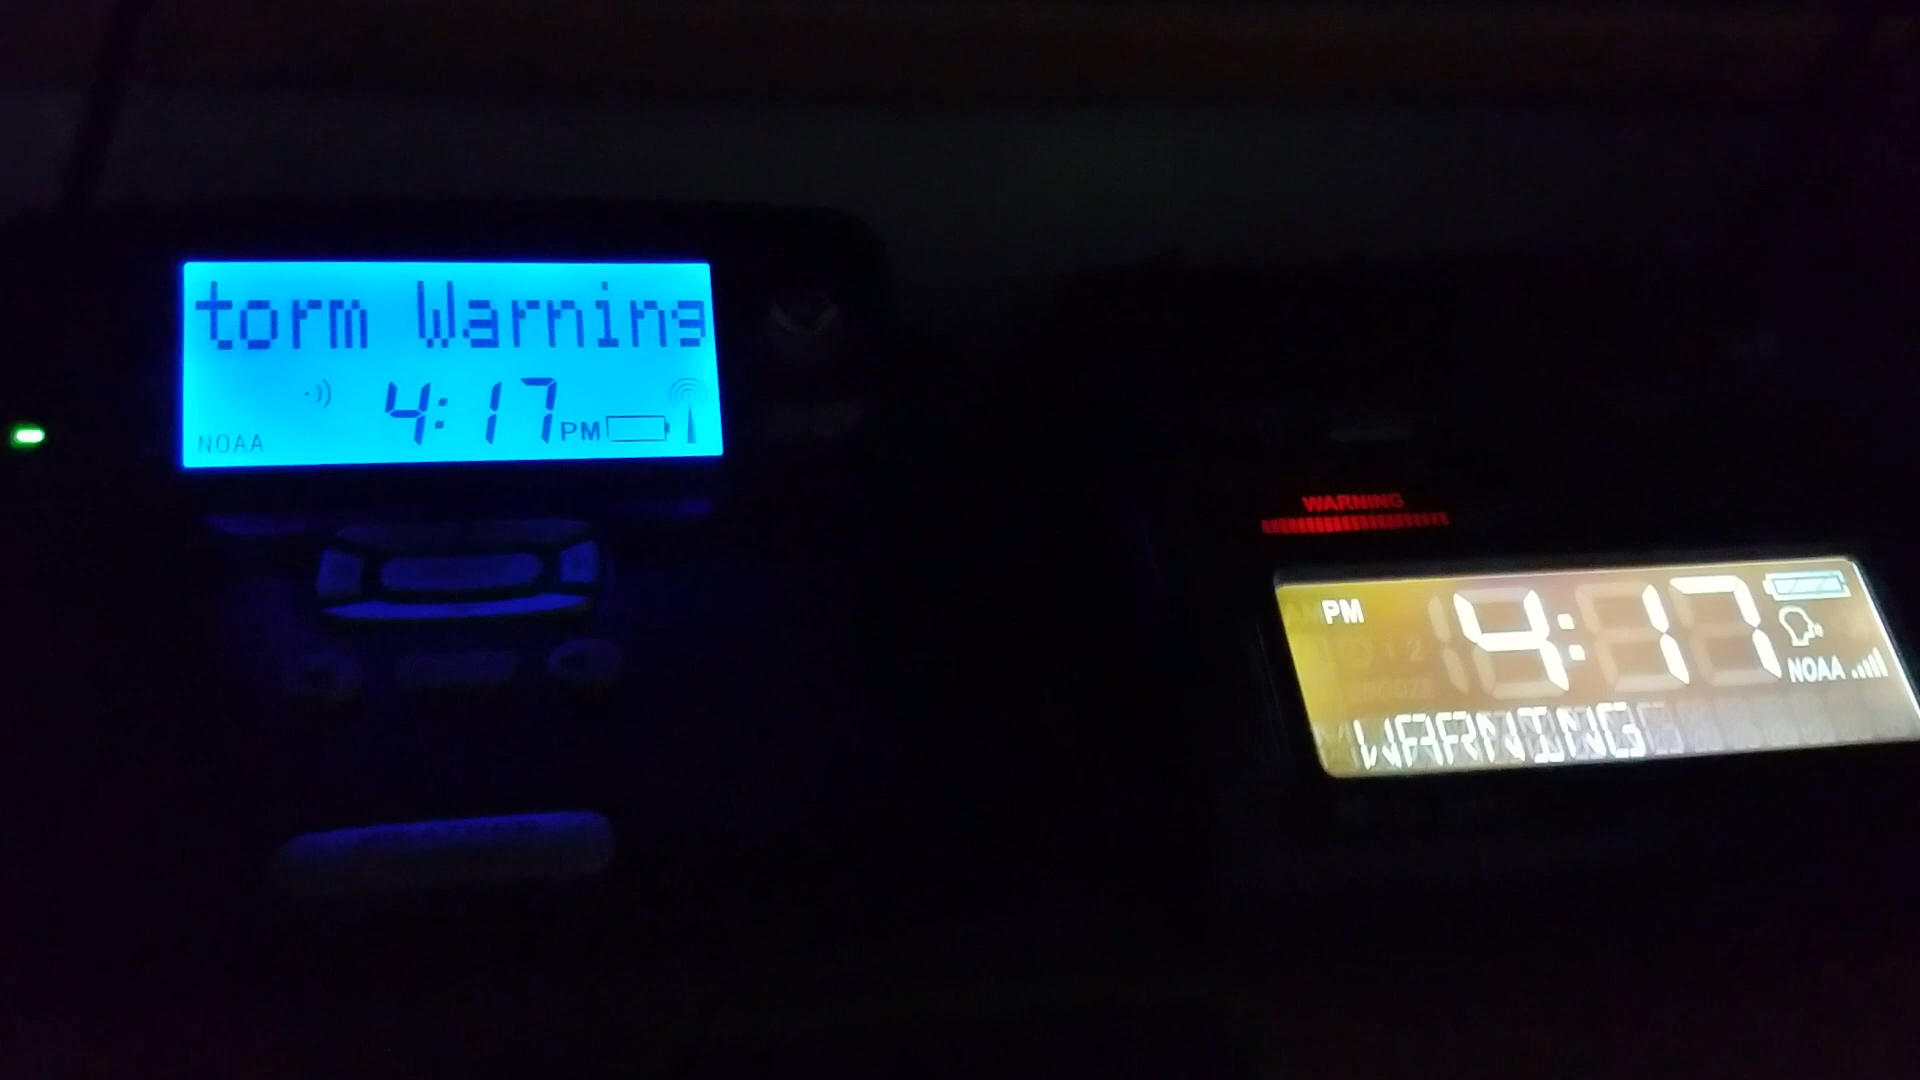 torm Warning
4:17 PM
NOAA
WARNING
PM 4:17
NOAA
WARNING